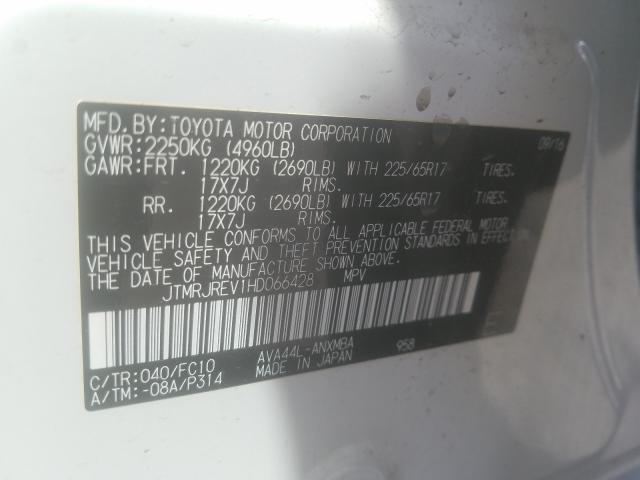 MFD.BY:TOYOTA MOTOR CORPORATION 09/16
GVWR:2250KG (4960LB)
GAWR:FRT. 1220KG (2690LB) WITH 225/65R17 TIRES.
17X7J RIMS.
RR. 1220KG (2690LB) WITH 225/65R17 TIRES.
17X7J RIMS.
THIS VEHICLE CONFORMS TO ALL APPLICABLE FEDERAL MOTOR
VEHICLE SAFETY AND THEFT PREVENTION STANDARDS IN EFFECT ON
THE DATE OF MANUFACTURE SHOWN ABOVE.
JTMRJREV1HD066428 MPV
C/TR:040/FC10 AVA44L-ANXMBA 958
A/TM:-08A/P314 MADE IN JAPAN